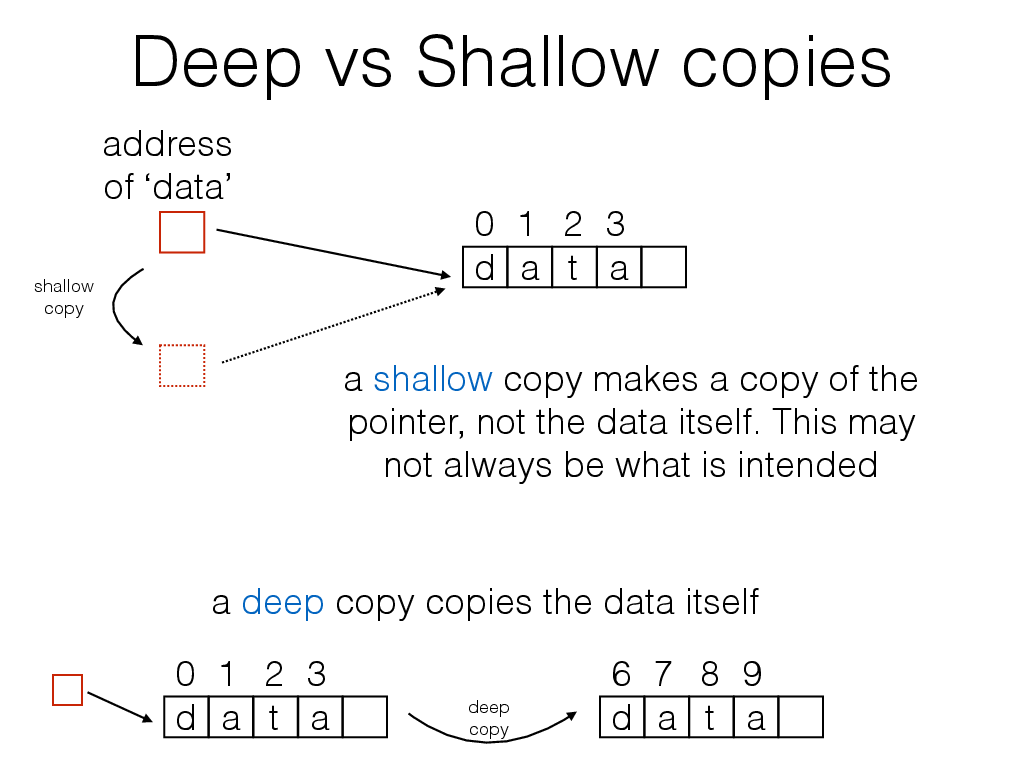 Deep vs Shallow copies
address
of ‘data’
0 1 2 3
d a t a
shallow
copy
a shallow copy makes a copy of the
pointer, not the data itself. This may
not always be what is intended
a deep copy copies the data itself
0 1 2 3
d a t a
deep
copy
6 7 8 9
d a t a